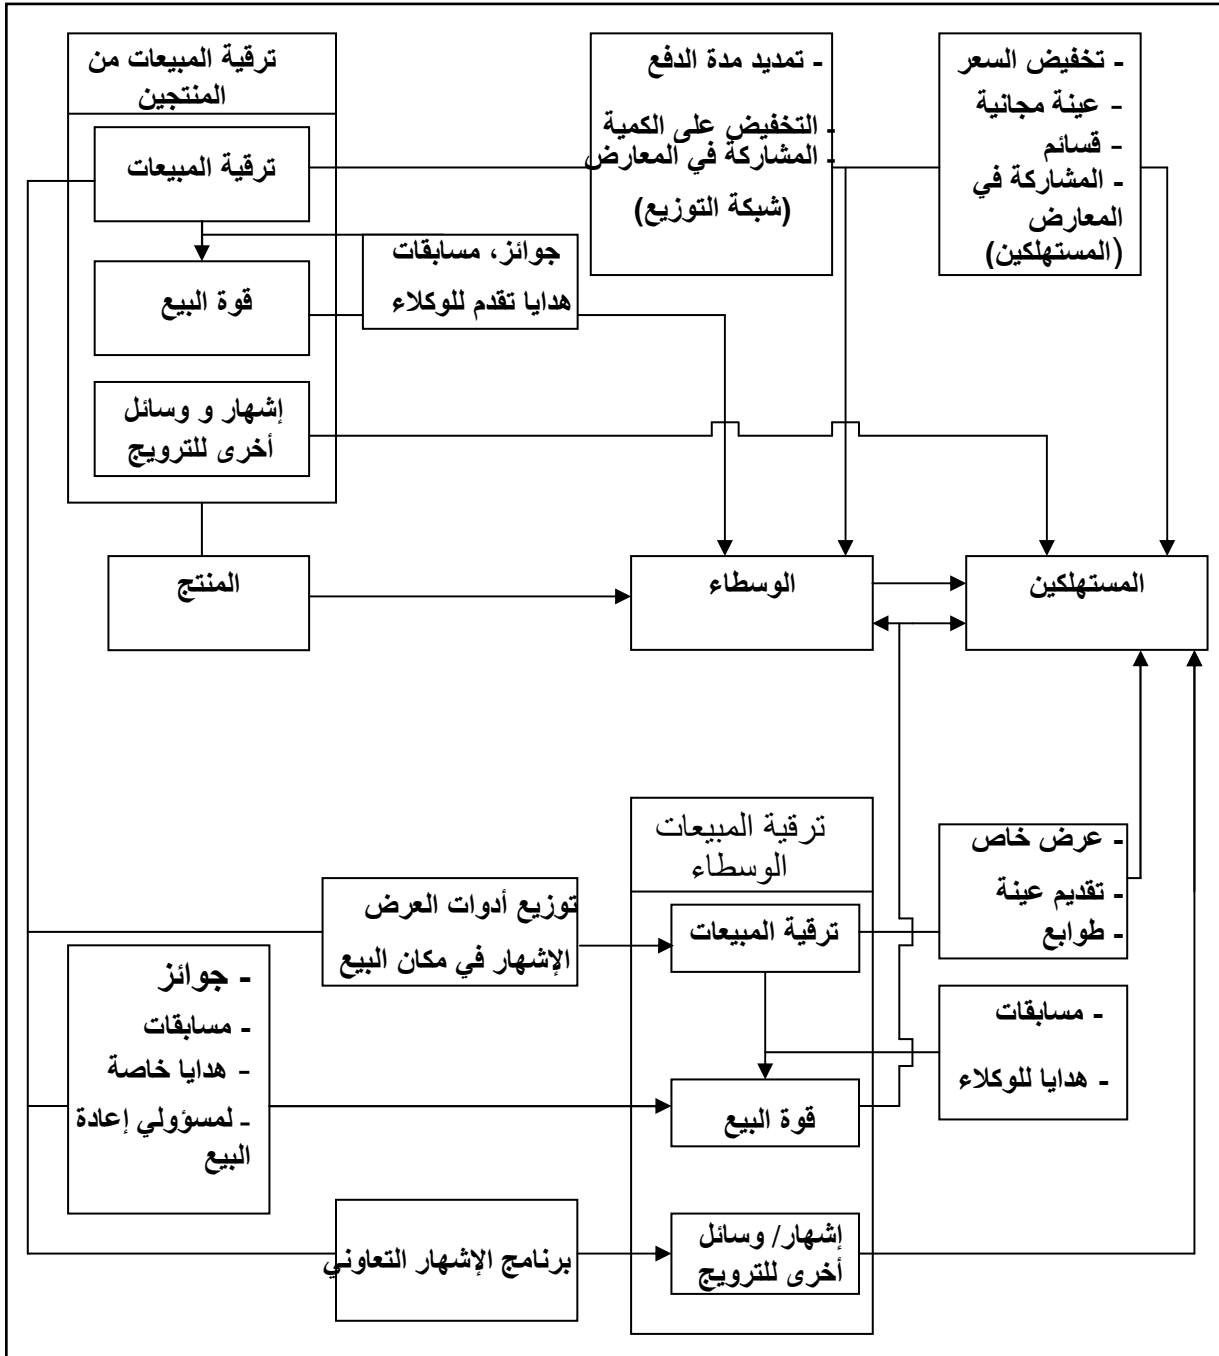 ترقية المبيعات من
المنتجين
ترقية المبيعات
قوة البيع
إشهار و وسائل
أخرى للترويج
جوائز، مسابقات
هدايا تقدم للوكلاء
- تمديد مدة الدفع
- التخفيض على الكمية
- المشاركة في المعارض
(شبكة التوزيع)
- تخفيض السعر
- عينة مجانية
- قسائم
- المشاركة في
المعارض
(المستهلكين)
المنتج
الوسطاء
المستهلكين
ترقية المبيعات
الوسطاء
ترقية المبيعات
قوة البيع
إشهار/ وسائل
أخرى للترويج
- عرض خاص
- تقديم عينة
- طوابع
- مسابقات
- هدايا للوكلاء
توزيع أدوات العرض
الإشهار في مكان البيع
- جوائز
- مسابقات
- هدايا خاصة
- لمسؤولي إعادة
البيع
برنامج الإشهار التعاوني